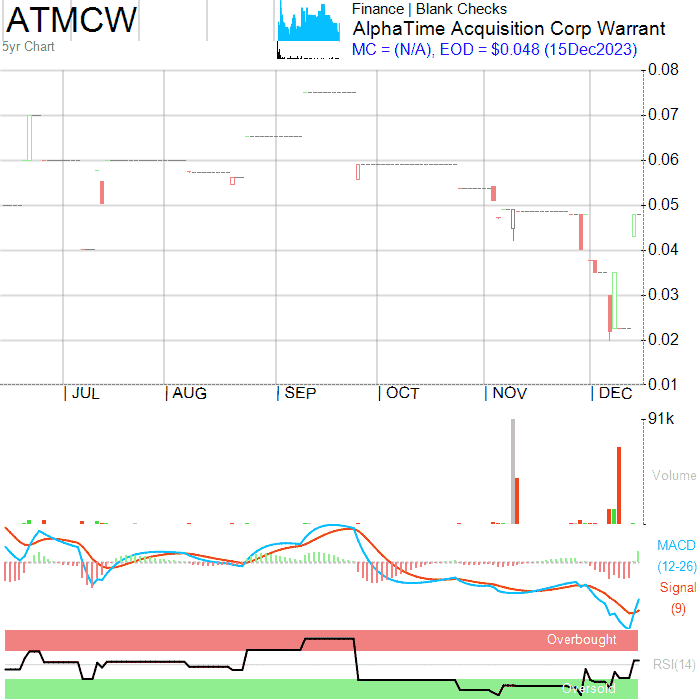 ATMCW
5yr Chart
Finance | Blank Checks
AlphaTime Acquisition Corp Warrant
MC = (N/A), EOD = $0.048 (15Dec2023)
0.08
0.07
0.06
0.05
0.04
0.03
0.02
0.01
| JUL | AUG | SEP | OCT | NOV | DEC
91k
Volume
MACD
(12-26)
Signal
(9)
Overbought
RSI(14)
Oversold